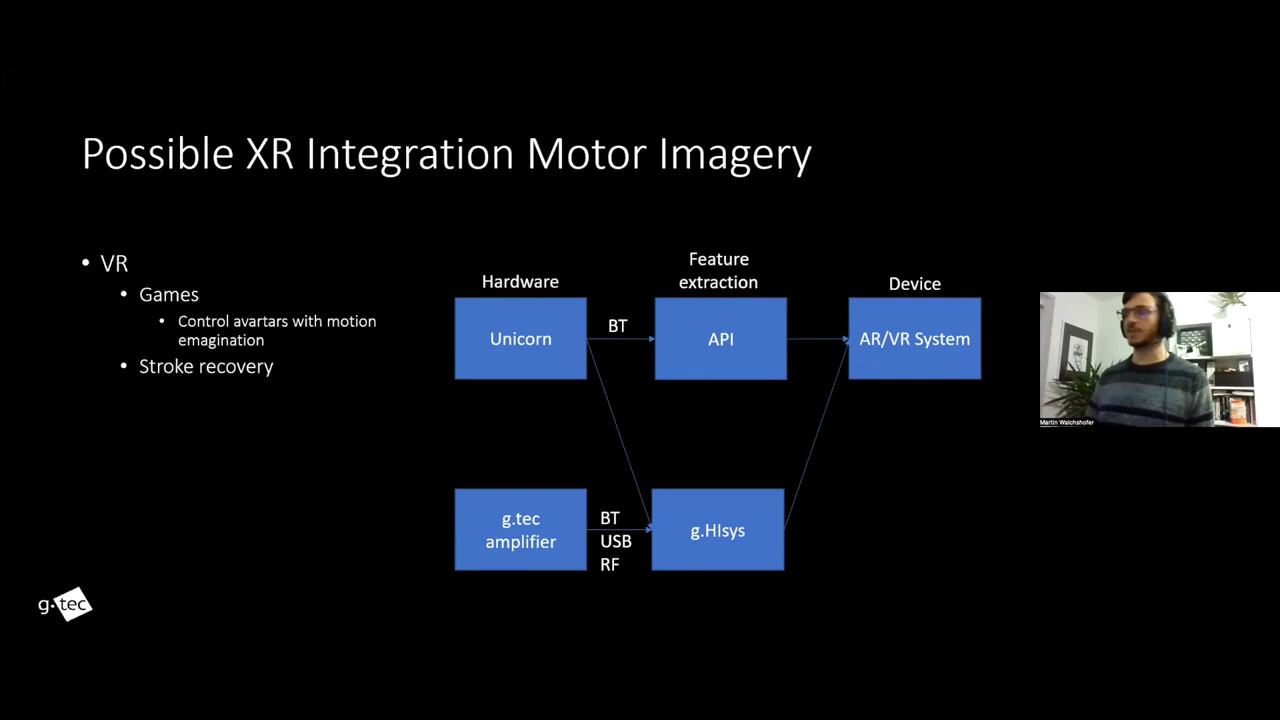 Possible XR Integration Motor Imagery
• VR
• Games
• Control avartars with motion
emagination
• Stroke recovery
Hardware
Feature
extraction
Device
Unicorn
BT
API
AR/VR System
g.tec
amplifier
BT
USB
RF
g.HIsys
g.tec
Martin Walchshofer